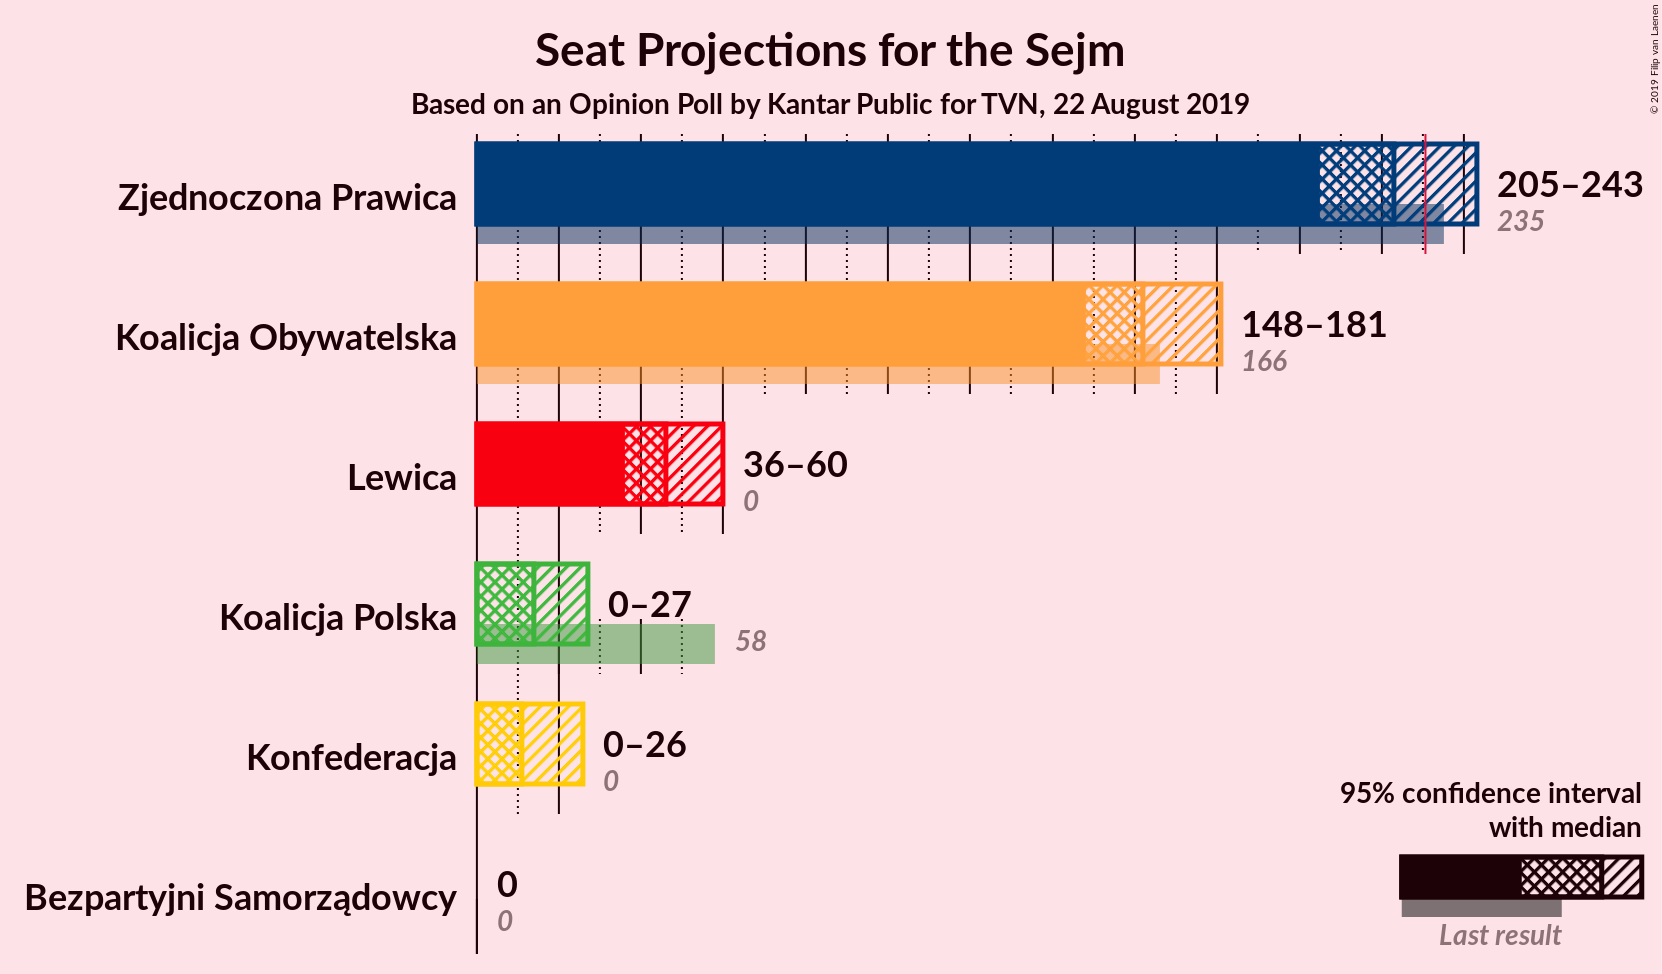 Seat Projections for the Sejm
Based on an Opinion Poll by Kantar Public for TVN, 22 August 2019
© 2019 Filip van Laenen
Zjednoczona Prawica
205–243
235
Koalicja Obywatelska
148–181
166
Lewica
36–60
0
Koalicja Polska
0–27
58
Konfederacja
0–26
0
Bezpartyjni Samorządowcy
0
0
95% confidence interval
with median
Last result